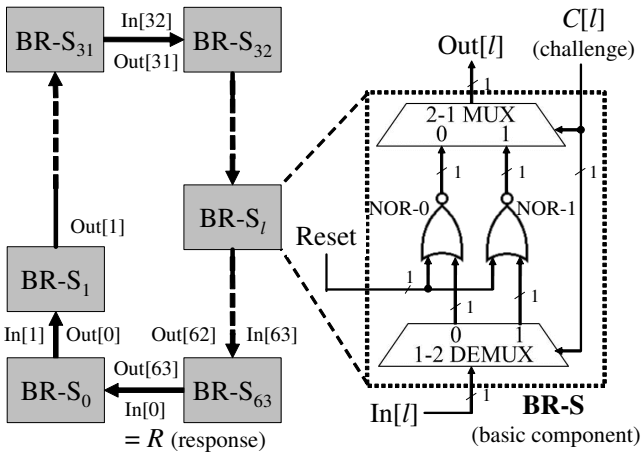 In[32]
BR-S31
BR-S32
Out[31]
Out[l]
C[l]
(challenge)
1
2-1 MUX
0 1
1 1 1
BR-Sl
NOR-0
NOR-1
Out[1]
Reset
BR-S1
1 1 1
In[1]
Out[0]
Out[62]
In[63]
0 1
1-2 DEMUX
Out[63]
BR-S0
BR-S63
In[0]
In[l]
1
BR-S
(basic component)
= R (response)